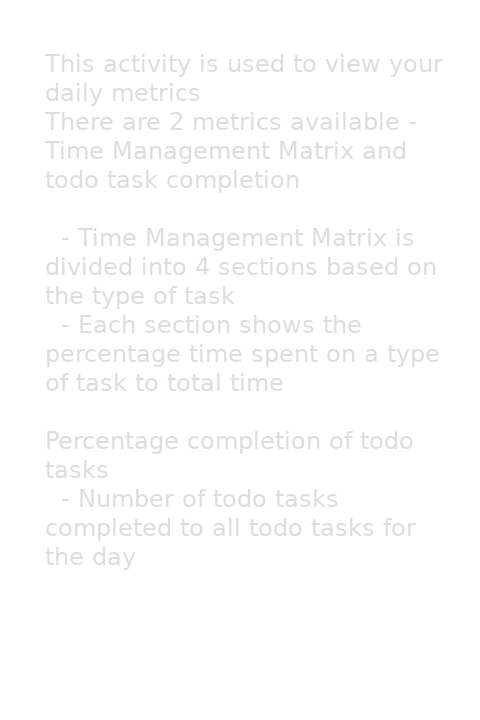 This activity is used to view your
daily metrics
There are 2 metrics available -
Time Management Matrix and
todo task completion
- Time Management Matrix is
divided into 4 sections based on
the type of task
- Each section shows the
percentage time spent on a type
of task to total time
Percentage completion of todo
tasks
- Number of todo tasks
completed to all todo tasks for
the day